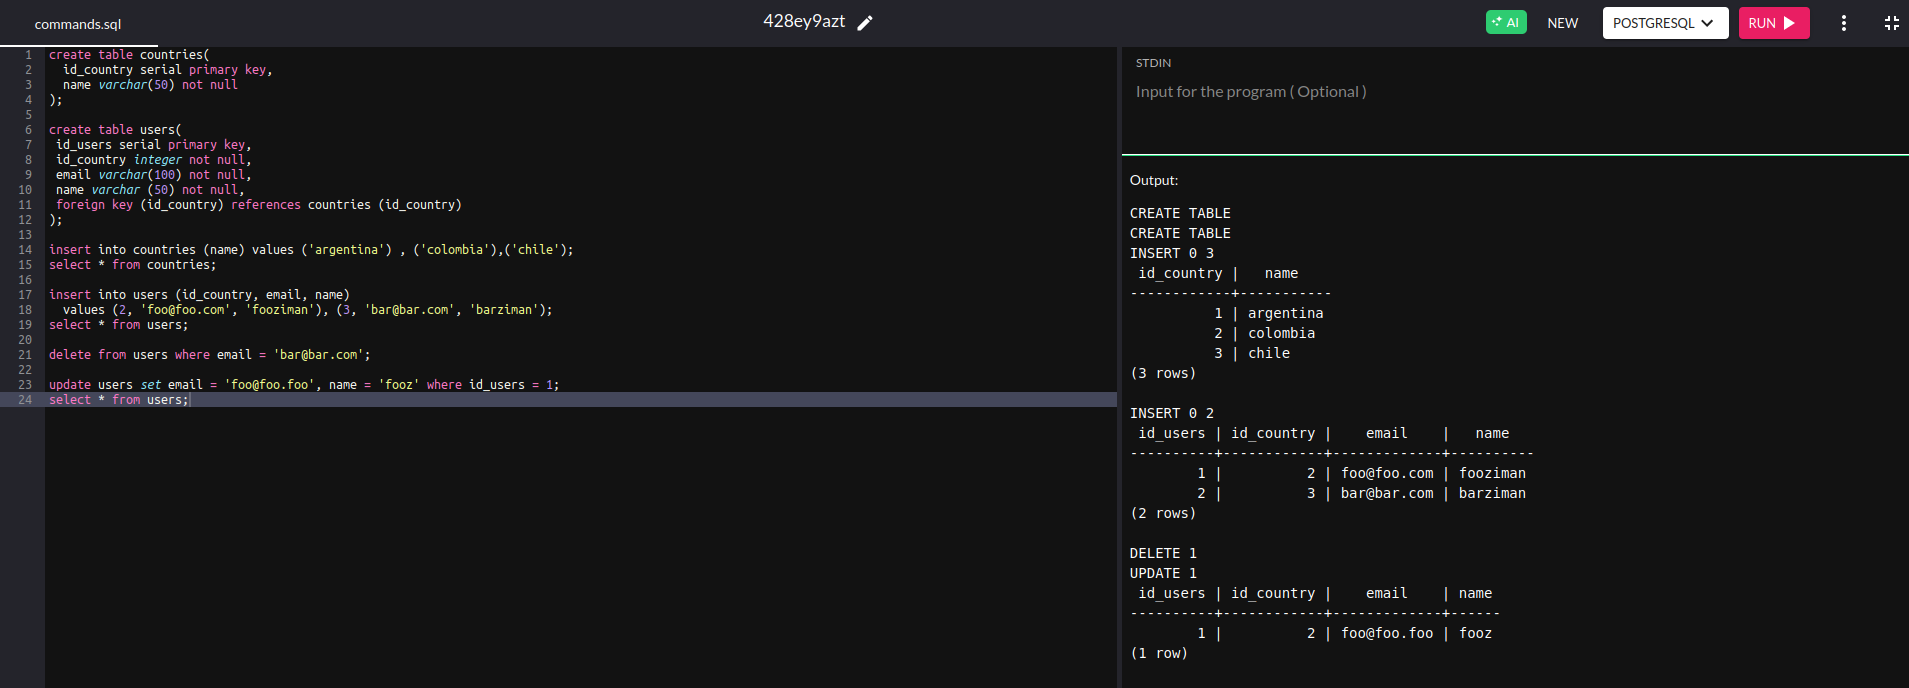 commands.sql
428ey9azt
AI
NEW
POSTGRESQL
RUN
1 create table countries(
2   id_country serial primary key,
3   name varchar(50) not null
4 );
5
6 create table users(
7  id_users serial primary key,
8  id_country integer not null,
9  email varchar(100) not null,
10  name varchar (50) not null,
11  foreign key (id_country) references countries (id_country)
12 );
13
14 insert into countries (name) values ('argentina') , ('colombia'),('chile');
15 select * from countries;
16
17 insert into users (id_country, email, name)
18   values (2, 'foo@foo.com', 'fooziman'), (3, 'bar@bar.com', 'barziman');
19 select * from users;
20
21 delete from users where email = 'bar@bar.com';
22
23 update users set email = 'foo@foo.foo', name = 'fooz' where id_users = 1;
24 select * from users;
STDIN
Input for the program ( Optional )
Output:
CREATE TABLE
CREATE TABLE
INSERT 0 3
 id_country |   name
------------+-----------
          1 | argentina
          2 | colombia
          3 | chile
(3 rows)

INSERT 0 2
 id_users | id_country |    email    |   name
----------+------------+-------------+----------
        1 |          2 | foo@foo.com | fooziman
        2 |          3 | bar@bar.com | barziman
(2 rows)

DELETE 1
UPDATE 1
 id_users | id_country |    email    | name
----------+------------+-------------+------
        1 |          2 | foo@foo.foo | fooz
(1 row)